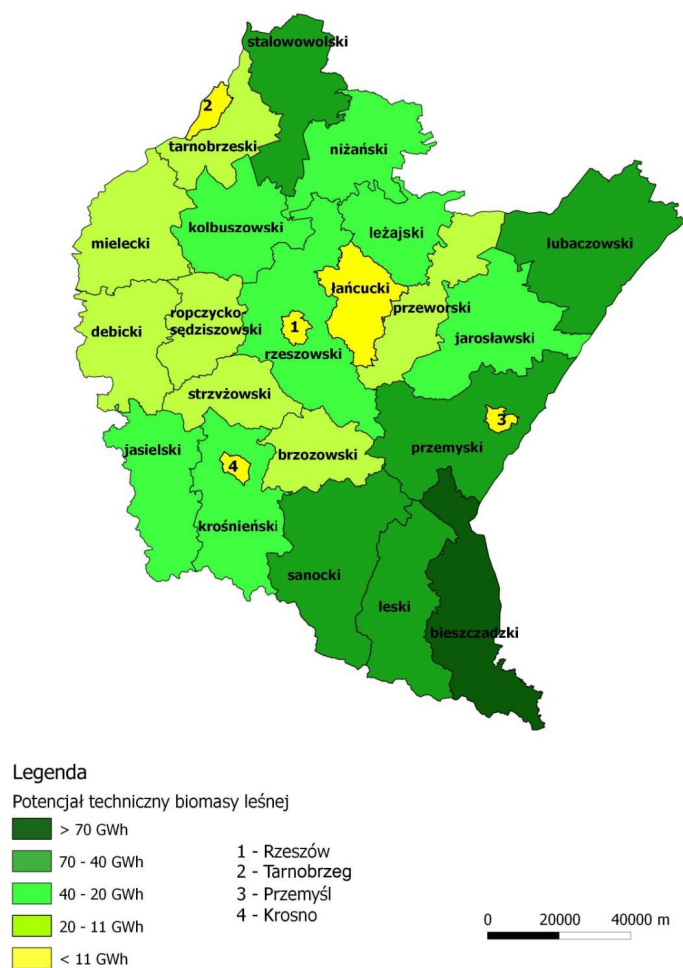 stalowowolski
2
tarnobrzeski
niżański
kolbuszowski
leżajski
lubaczowski
mielecki
łańcucki
ropczycko-
sędziszowski
przeworski
debicki
1
rzeszowski
jarosławski
strzyżowski
3
jasielski
brzozowski
przemyski
4
krośnieński
sanocki
leski
bieszczadzki
Legenda
Potencjał techniczny biomasy leśnej
> 70 GWh
70 - 40 GWh
40 - 20 GWh
20 - 11 GWh
< 11 GWh
1 - Rzeszów
2 - Tarnobrzeg
3 - Przemyśl
4 - Krosno
0 20000 40000 m